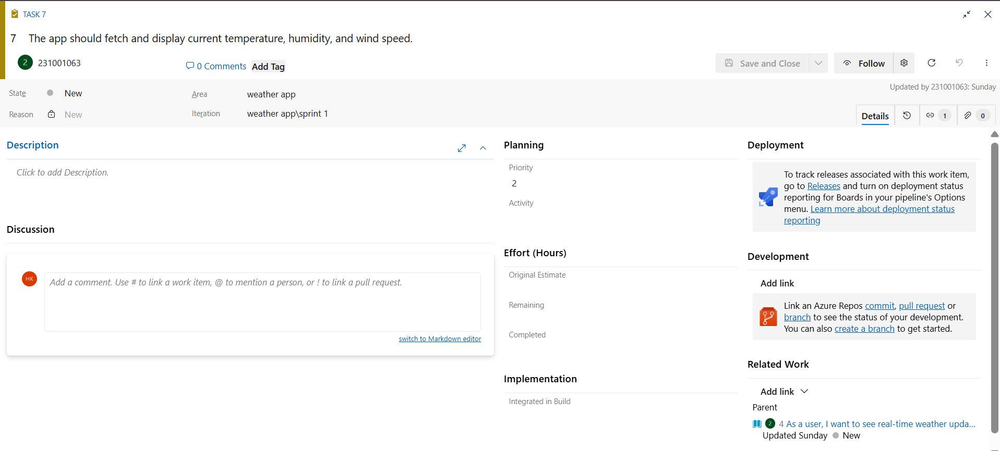 TASK 7
7 The app should fetch and display current temperature, humidity, and wind speed.
2 231001063
0 Comments
Add Tag
Save and Close
Follow
State
New
Area
weather app
Updated by 231001063: Sunday
Reason
New
Iteration
weather app\sprint 1
Details
1
0
Description
Click to add Description.
Discussion
HK
Add a comment. Use # to link a work item, @ to mention a person, or ! to link a pull request.
switch to Markdown editor
Planning
Priority
2
Activity
Effort (Hours)
Original Estimate
Remaining
Completed
Implementation
Integrated in Build
Deployment
To track releases associated with this work item,
go to Releases and turn on deployment status
reporting for Boards in your pipeline's Options
menu. Learn more about deployment status
reporting
Development
Add link
Link an Azure Repos commit, pull request or
branch to see the status of your development.
You can also create a branch to get started.
Related Work
Add link
Parent
2 4 As a user, I want to see real-time weather upda...
Updated Sunday New